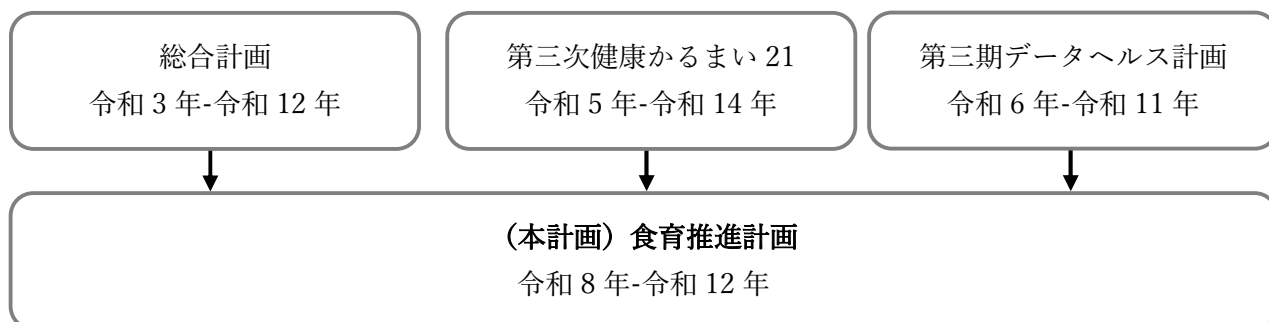 総合計画
令和 3 年-令和 12 年
第三次健康かるまい 21
令和 5 年-令和 14 年
第三期データヘルス計画
令和 6 年-令和 11 年
（本計画）食育推進計画
令和 8 年-令和 12 年